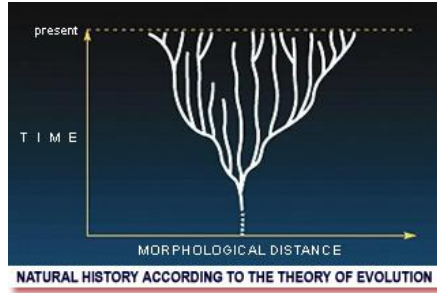 present
TIME
MORPHOLOGICAL DISTANCE
NATURAL HISTORY ACCORDING TO THE THEORY OF EVOLUTION